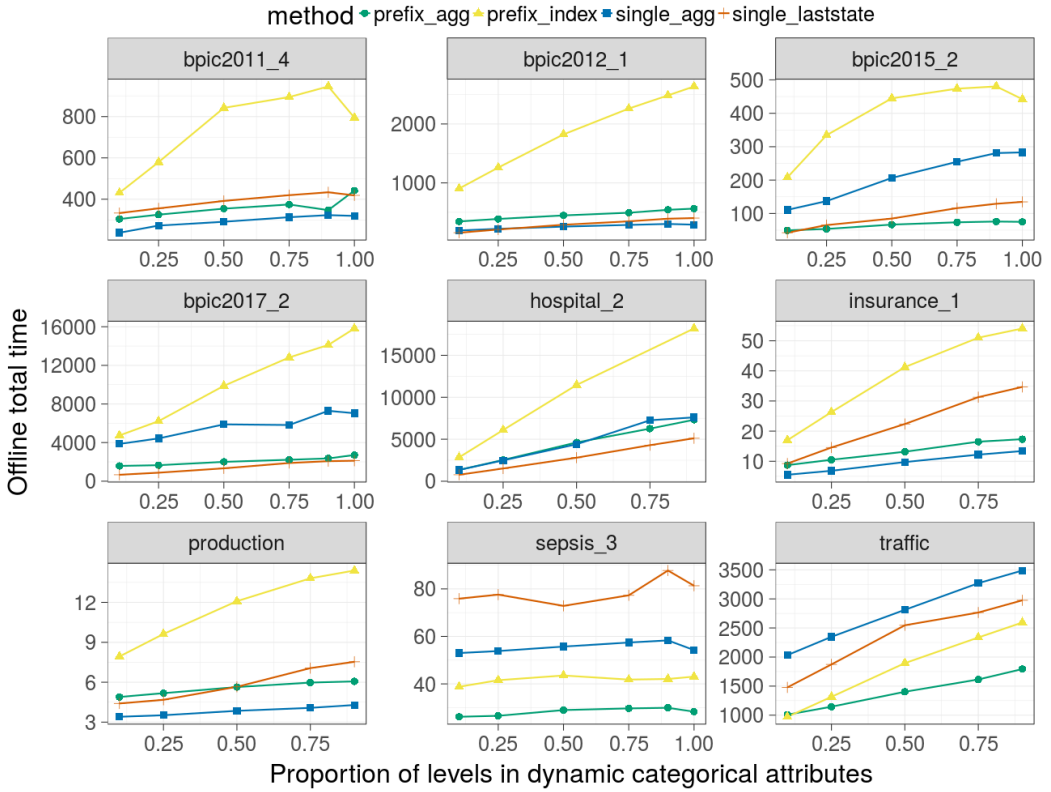 method prefix_agg prefix_index single_agg single_laststate
bpic2011_4 bpic2012_1 bpic2015_2
800
600
400
0.25 0.50 0.75 1.00
2000
1000
0.25 0.50 0.75 1.00
500
400
300
200
100
0.25 0.50 0.75 1.00
bpic2017_2 hospital_2 insurance_1
16000
12000
8000
4000
0
0.25 0.50 0.75 1.00
15000
10000
5000
0
0.25 0.50 0.75
50
40
30
20
10
0.25 0.50 0.75
production sepsis_3 traffic
12
9
6
3
0.25 0.50 0.75
80
60
40
0.25 0.50 0.75 1.00
3500
3000
2500
2000
1500
1000
0.25 0.50 0.75
Offline total time
Proportion of levels in dynamic categorical attributes